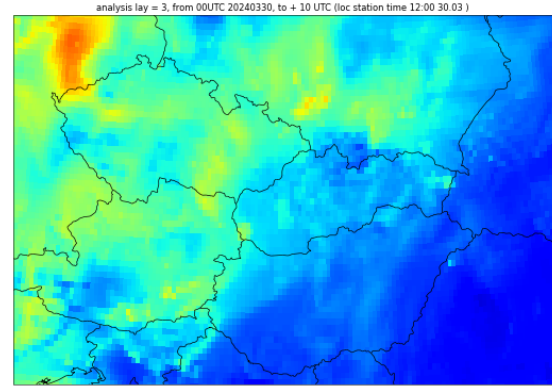 analysis lay = 3, from 00UTC 20240330, to + 10 UTC (loc station time 12:00 30.03 )